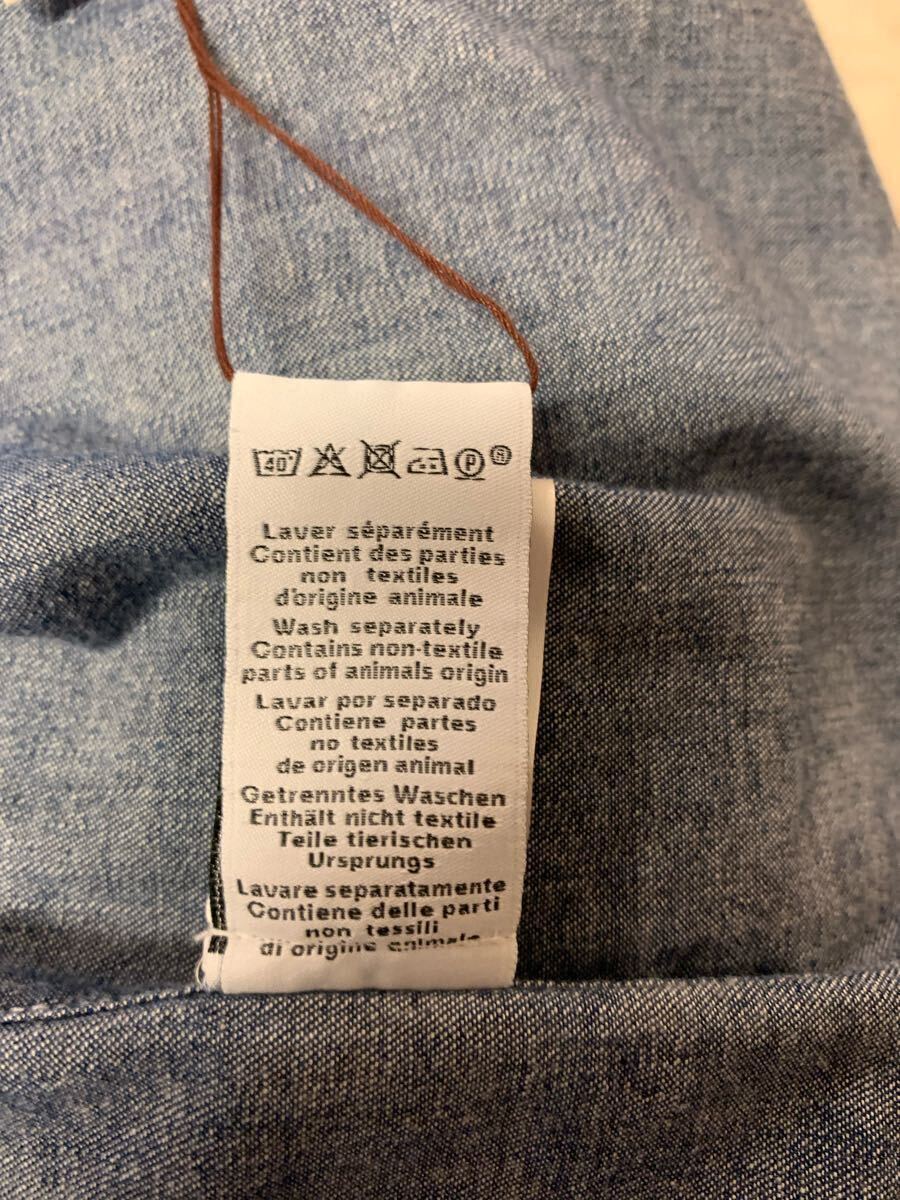 40
P
Laver séparément
Contient des parties
non textiles
d'origine animale
Wash separately
Contains non-textile
parts of animals origin
Lavar por separado
Contiene partes
no textiles
de origen animal
Getrenntes Waschen
Enthält nicht textile
Teile tierischen
Ursprungs
Lavare separatamente
Contiene delle parti
non tessili
di origine animale